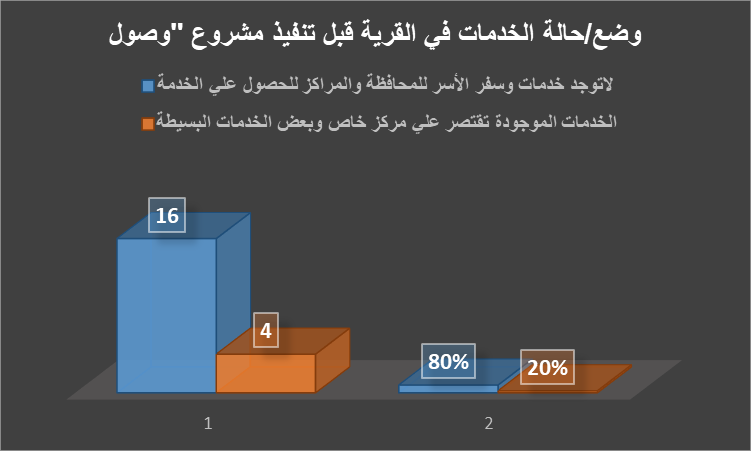 وضع/حالة الخدمات في القرية قبل تنفيذ مشروع "وصول
لاتوجد خدمات وسفر الأسر للمحافظة والمراكز للحصول علي الخدمة
الخدمات الموجودة تقتصر علي مركز خاص وبعض الخدمات البسيطة
16
4
80%
20%
1
2